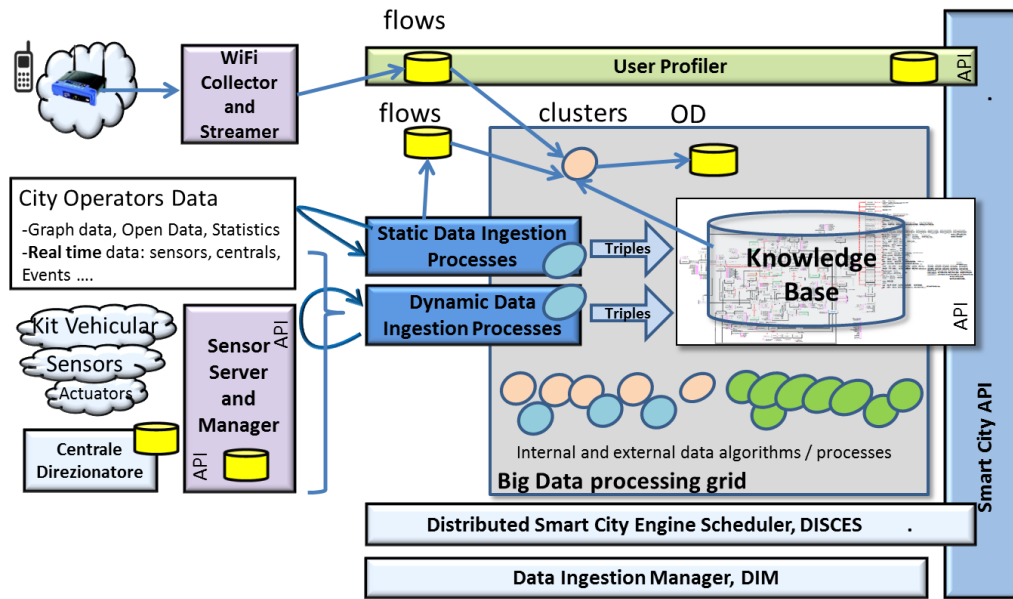 flows
WiFi
Collector
and
Streamer
User Profiler
API
.
flows
clusters
OD
City Operators Data
-Graph data, Open Data, Statistics
-Real time data: sensors, centrals,
Events ....
Static Data Ingestion
Processes
Triples
Knowledge
Base
API
Dynamic Data
Ingestion Processes
Triples
Kit Vehicular
Sensors
Actuators
API
Sensor
Server
and
Manager
API
Centrale
Direzionatore
Internal and external data algorithms / processes
Big Data processing grid
Smart City API
Distributed Smart City Engine Scheduler, DISCES
.
Data Ingestion Manager, DIM